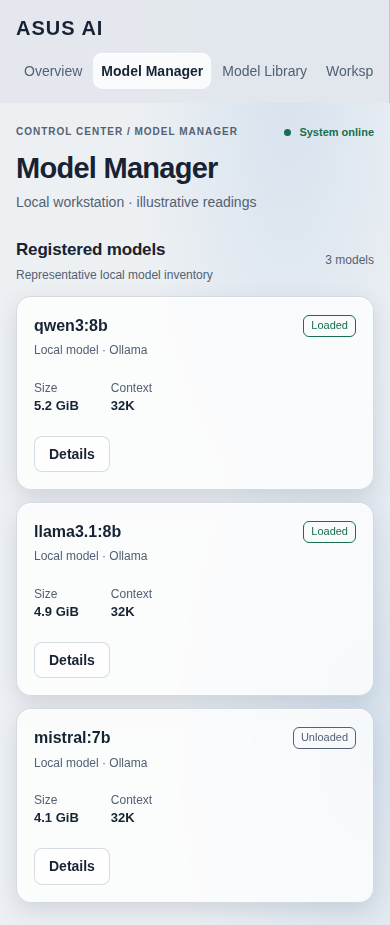 ASUS AI
Overview Model Manager Model Library Worksp
CONTROL CENTER / MODEL MANAGER System online
Model Manager
Local workstation · illustrative readings
Registered models
Representative local model inventory 3 models
qwen3:8b Loaded
Local model · Ollama
Size Context
5.2 GiB 32K
Details
llama3.1:8b Loaded
Local model · Ollama
Size Context
4.9 GiB 32K
Details
mistral:7b Unloaded
Local model · Ollama
Size Context
4.1 GiB 32K
Details